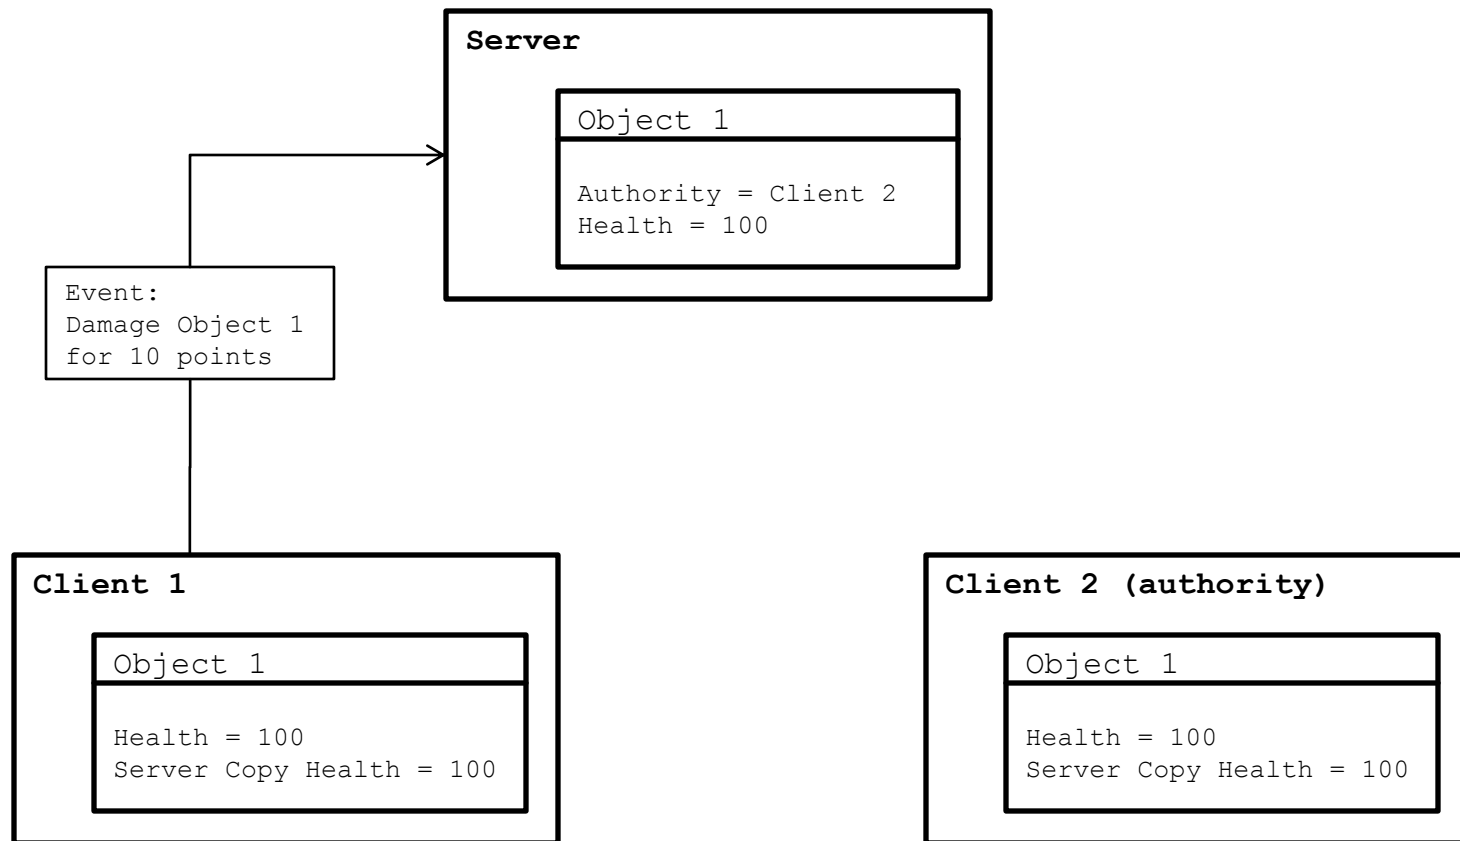 Server
Object 1
Authority = Client 2
Health = 100
Event:
Damage Object 1
for 10 points
Client 1
Object 1
Health = 100
Server Copy Health = 100
Client 2 (authority)
Object 1
Health = 100
Server Copy Health = 100